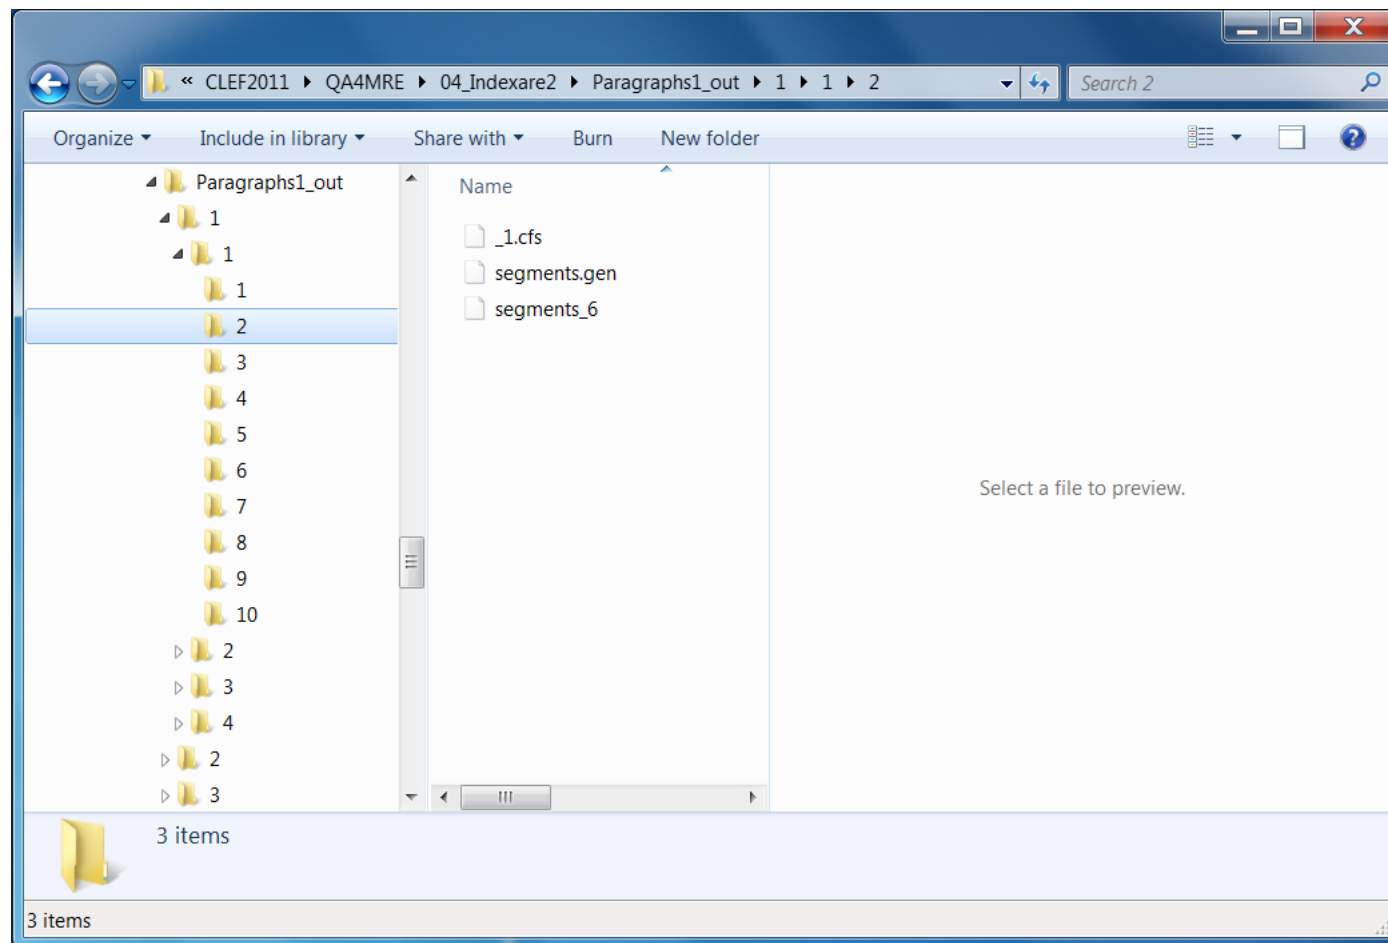 « CLEF2011 ▸ QA4MRE ▸ 04_Indexare2 ▸ Paragraphs1_out ▸ 1 ▸ 1 ▸ 2
Search 2
Organize Include in library Share with Burn New folder
Paragraphs1_out
1
1
1
2
3
4
5
6
7
8
9
10
2
3
4
2
3
Name
_1.cfs
segments.gen
segments_6
Select a file to preview.
3 items
3 items